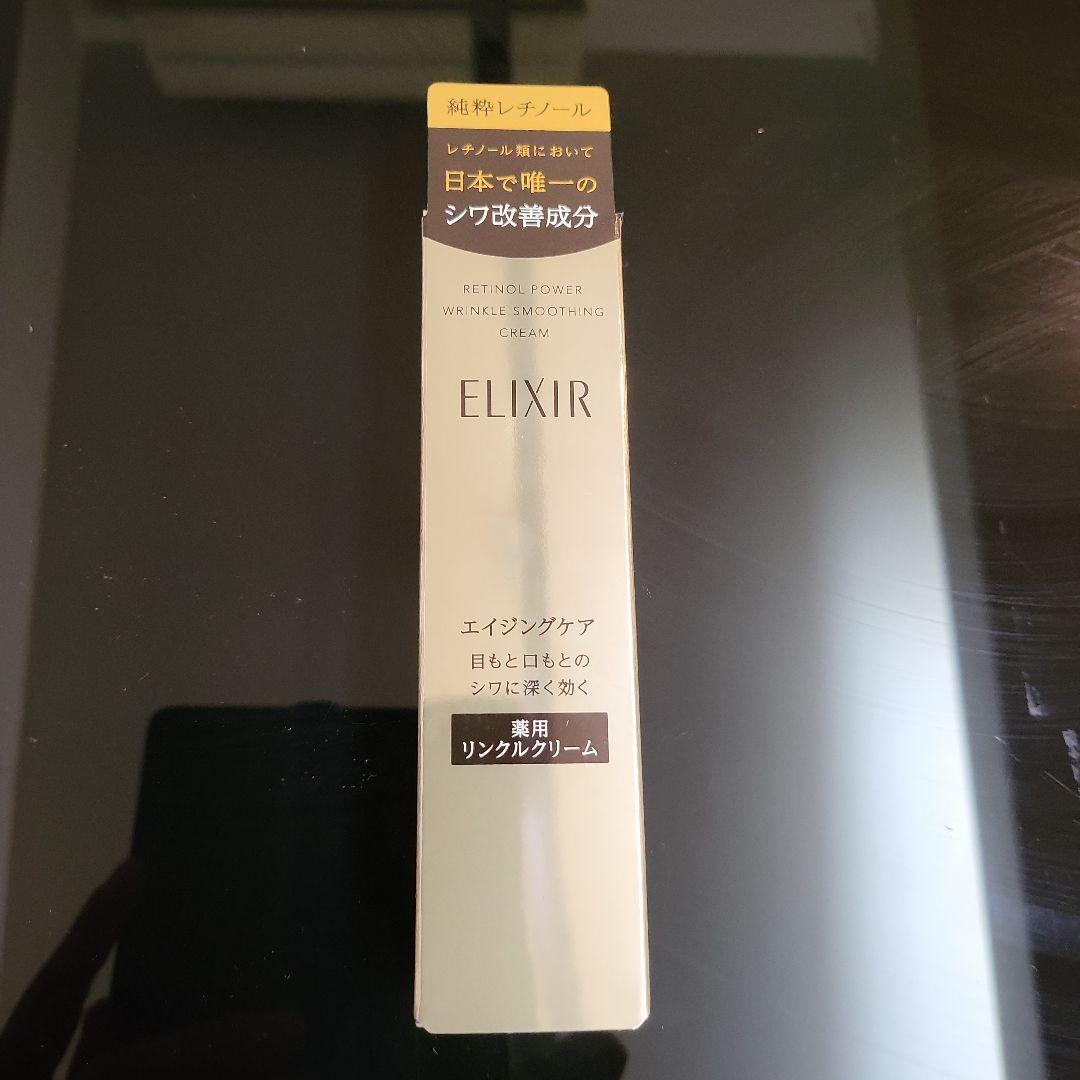 純粋レチノール
レチノール類において
日本で唯一の
シワ改善成分
RETINOL POWER
WRINKLE SMOOTHING
CREAM
ELIXIR
エイジングケア
目もと口もとの
シワに深く効く
薬用
リンクルクリーム